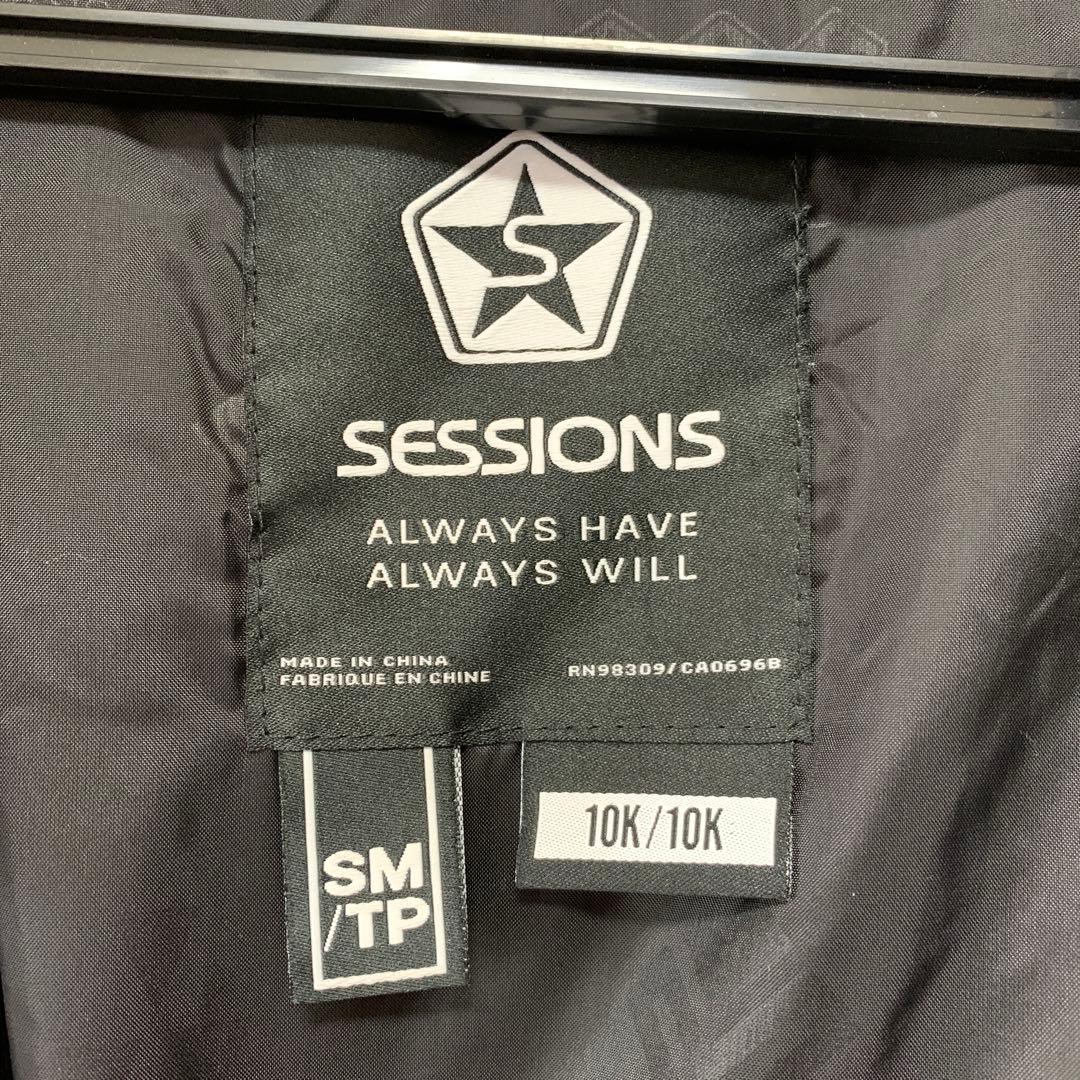 S
SESSIONS
ALWAYS HAVE
ALWAYS WILL
MADE IN CHINA
FABRIQUE EN CHINE
RN98309/CA0696B
SM
/TP
10K/10K